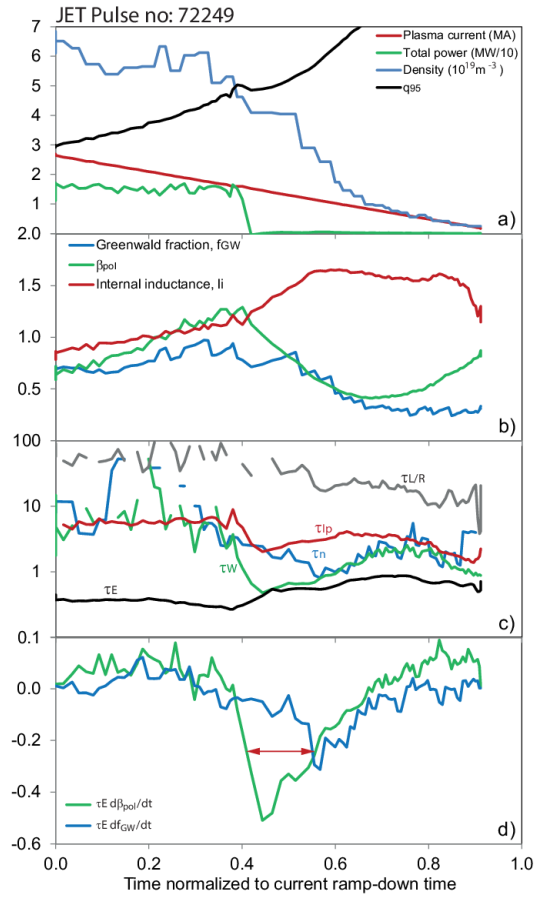 JET Pulse no: 72249
7
6
5
4
3
2
1
Plasma current (MA)
Total power (MW/10)
Density (10¹⁹m⁻³)
q95
a)
2.0
1.5
1.0
0.5
Greenwald fraction, fGW
βpol
Internal inductance, li
b)
100
10
1
τL/R
τIp
τn
τW
τE
c)
0.1
0.0
-0.2
-0.4
-0.6
τE dβpol/dt
τE dfGW/dt
d)
0.0 0.2 0.4 0.6 0.8 1.0
Time normalized to current ramp-down time